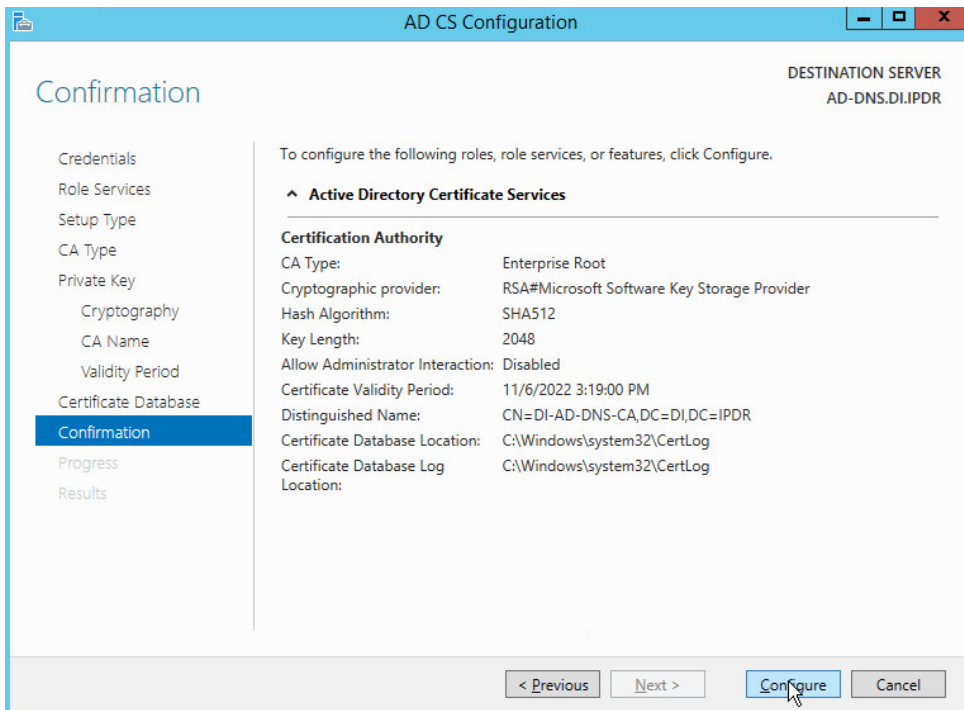 AD CS Configuration
Confirmation
DESTINATION SERVER
AD-DNS.DI.IPDR
Credentials
Role Services
Setup Type
CA Type
Private Key
Cryptography
CA Name
Validity Period
Certificate Database
Confirmation
Progress
Results
To configure the following roles, role services, or features, click Configure.
Active Directory Certificate Services
Certification Authority
CA Type: Enterprise Root
Cryptographic provider: RSA#Microsoft Software Key Storage Provider
Hash Algorithm: SHA512
Key Length: 2048
Allow Administrator Interaction: Disabled
Certificate Validity Period: 11/6/2022 3:19:00 PM
Distinguished Name: CN=DI-AD-DNS-CA,DC=DI,DC=IPDR
Certificate Database Location: C:\Windows\system32\CertLog
Certificate Database Log C:\Windows\system32\CertLog
Location:
< Previous Next > Configure Cancel